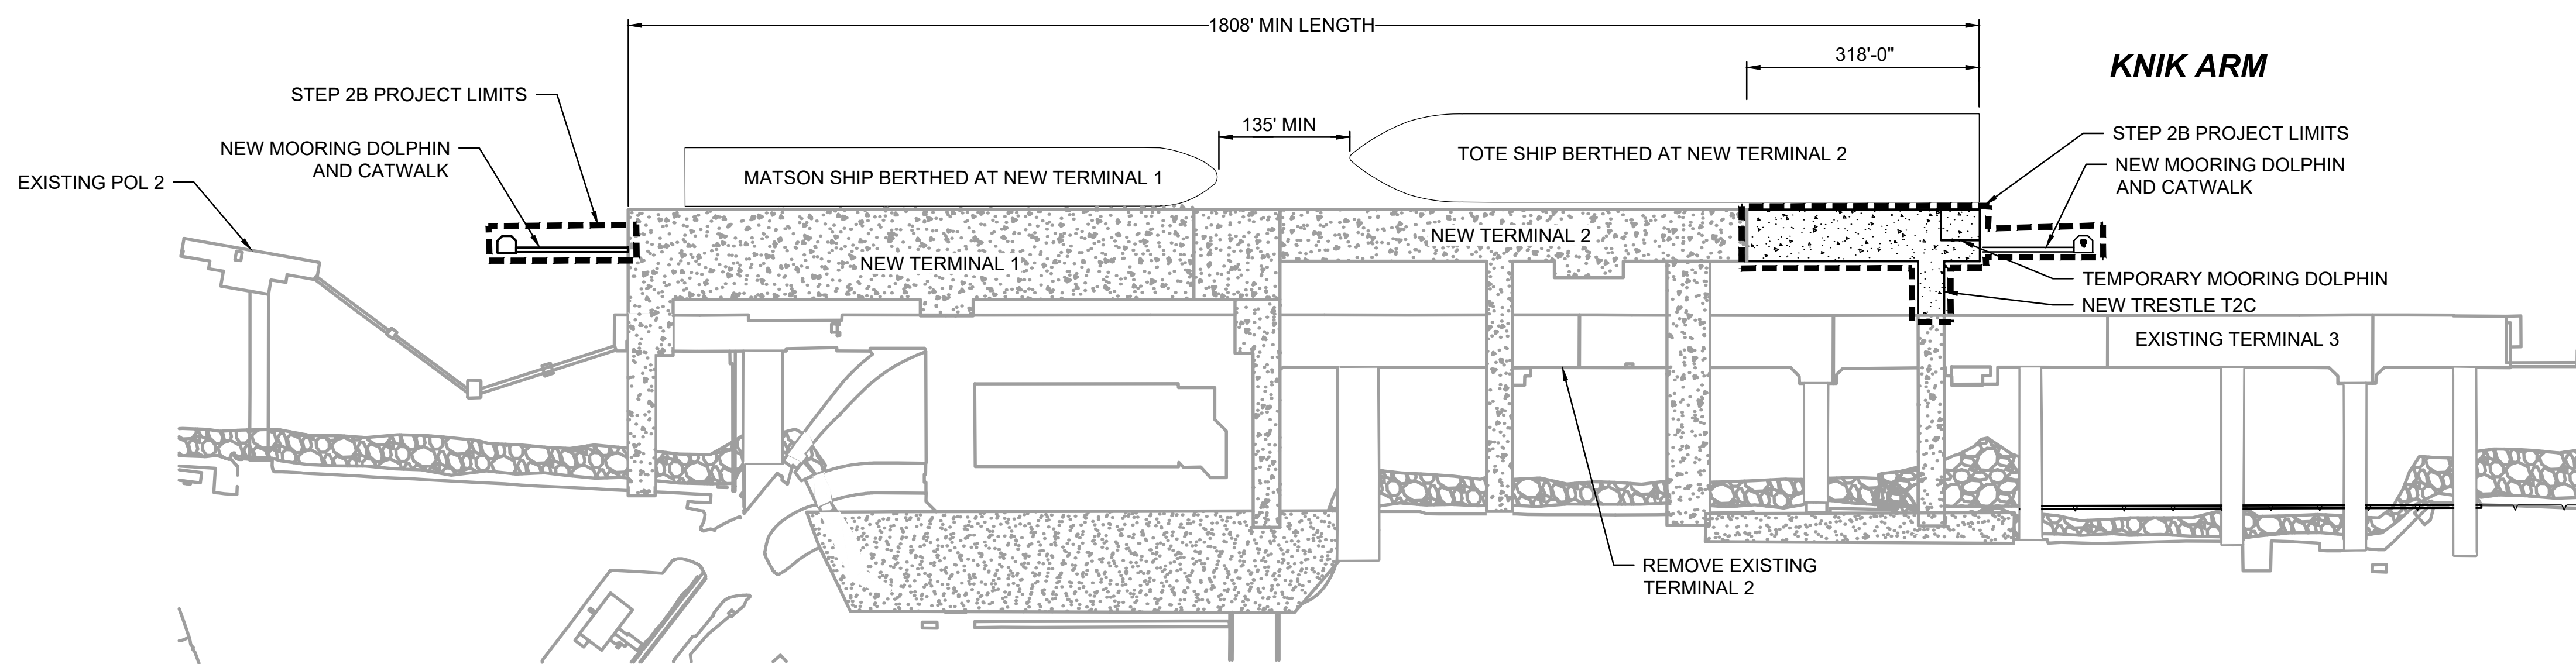 1808' MIN LENGTH
318'-0"
KNIK ARM
STEP 2B PROJECT LIMITS
135' MIN
STEP 2B PROJECT LIMITS
NEW MOORING DOLPHIN
AND CATWALK
TOTE SHIP BERTHED AT NEW TERMINAL 2
NEW MOORING DOLPHIN
AND CATWALK
EXISTING POL 2
MATSON SHIP BERTHED AT NEW TERMINAL 1
NEW TERMINAL 2
NEW TERMINAL 1
TEMPORARY MOORING DOLPHIN
NEW TRESTLE T2C
EXISTING TERMINAL 3
REMOVE EXISTING
TERMINAL 2